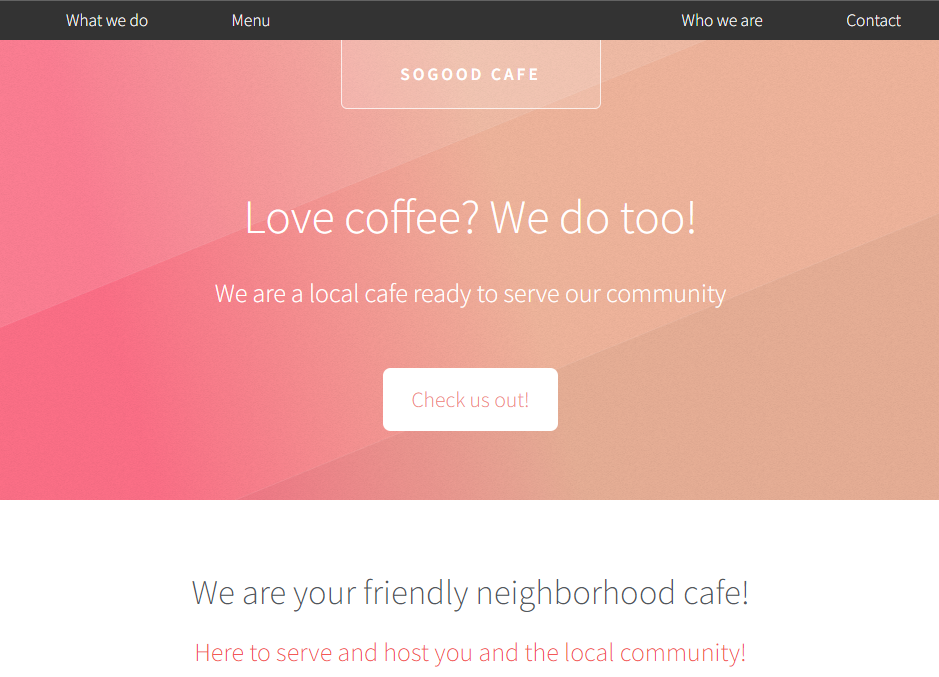 What we do Menu Who we are Contact
SOGOOD CAFE
Love coffee? We do too!
We are a local cafe ready to serve our community
Check us out!
We are your friendly neighborhood cafe!
Here to serve and host you and the local community!